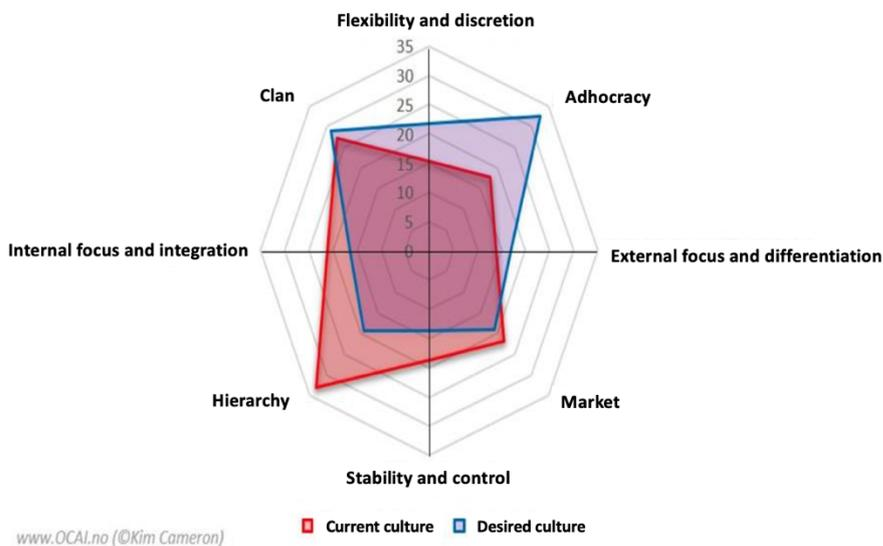 Flexibility and discretion
35
30
25
20
15
10
5
0
Clan
Adhocracy
Internal focus and integration
External focus and differentiation
Hierarchy
Market
Stability and control
Current culture
Desired culture
www.OCAI.no (©Kim Cameron)